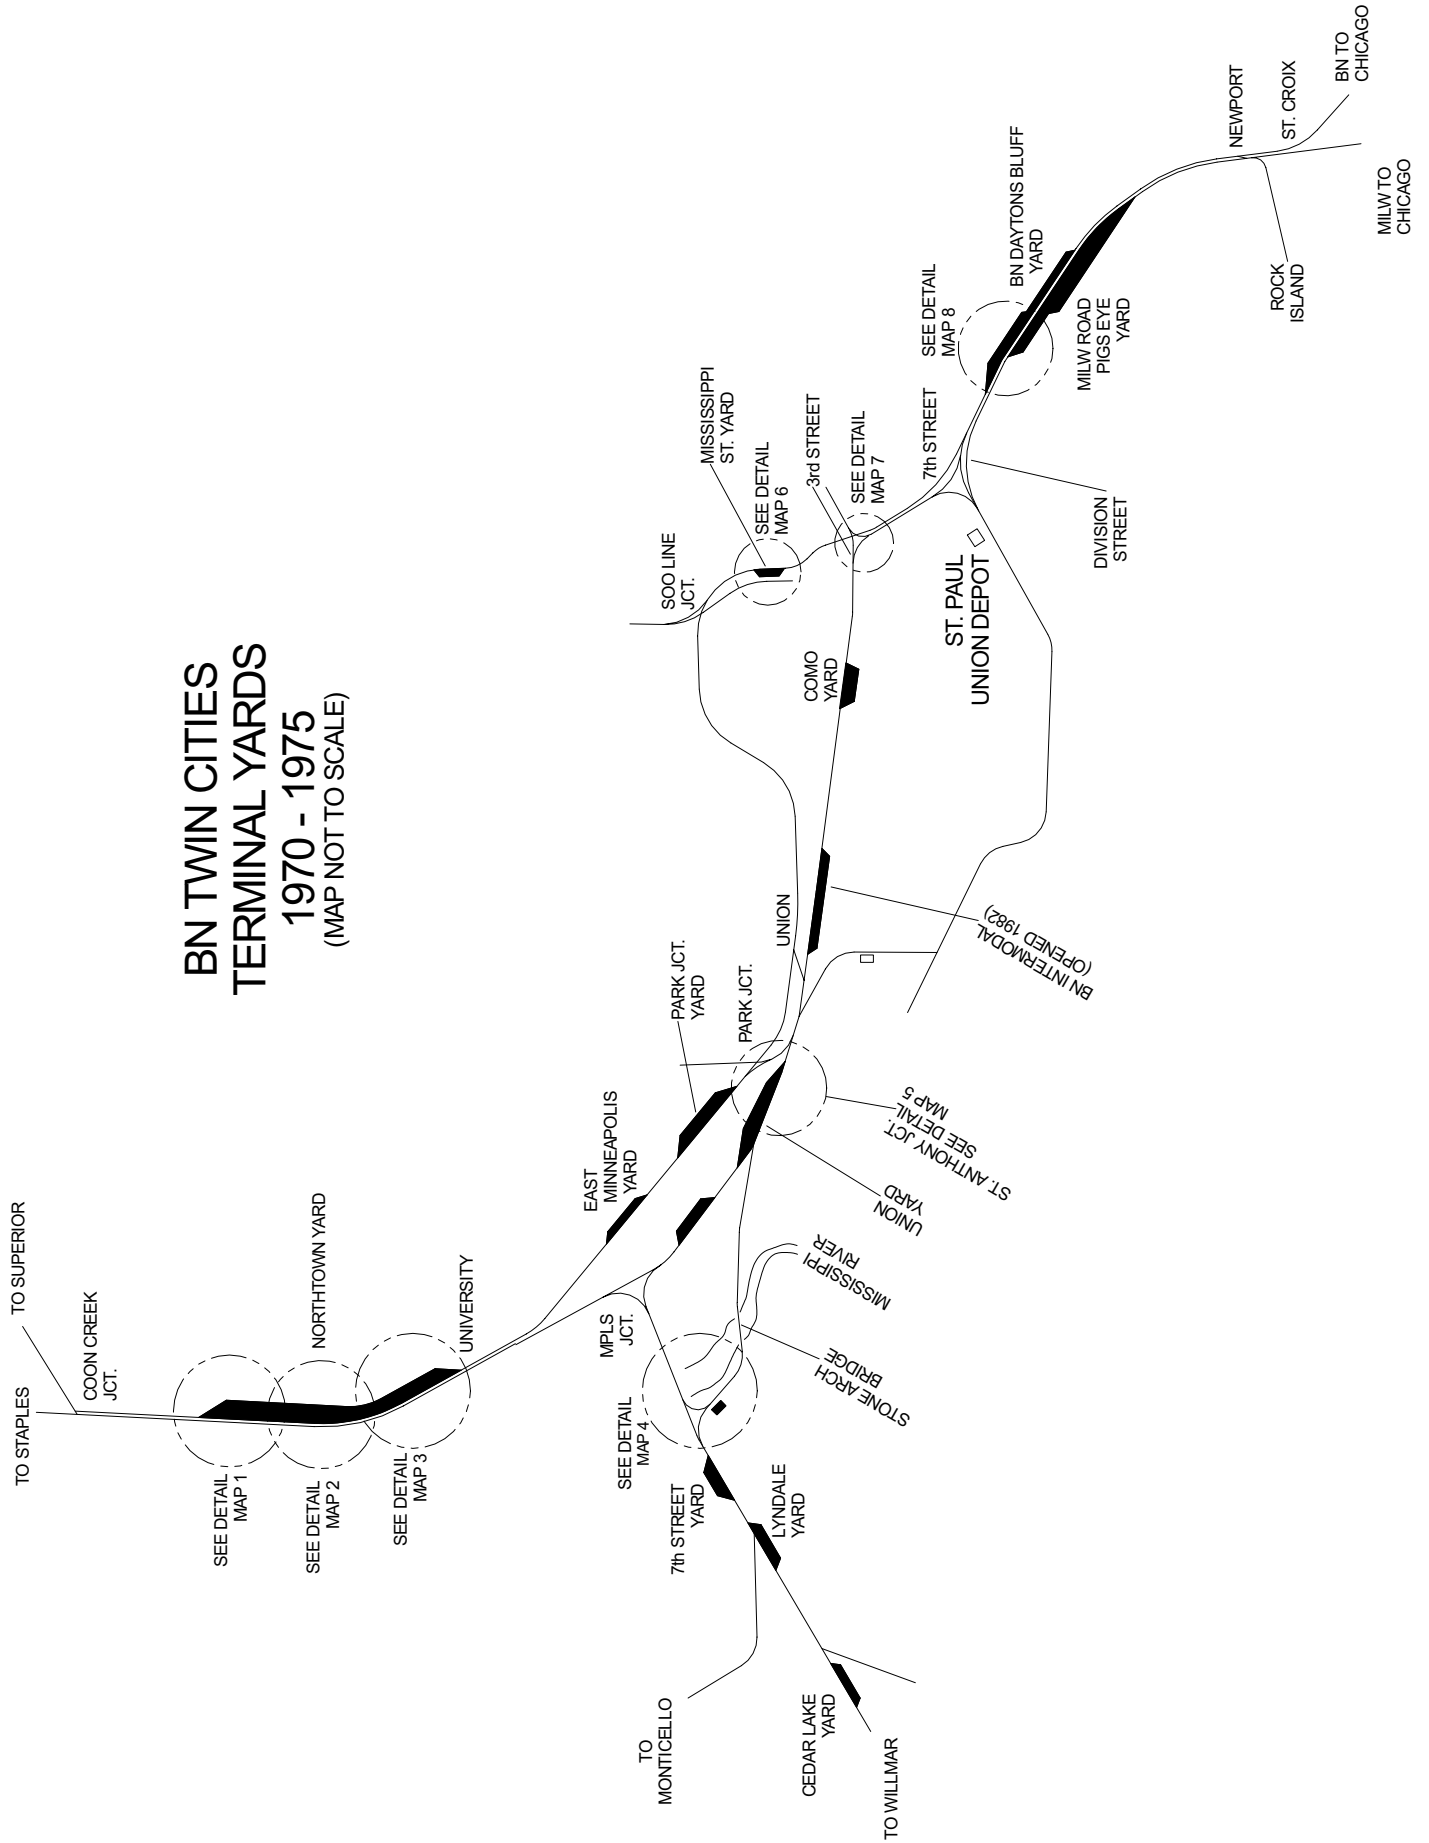 BN TWIN CITIES
TERMINAL YARDS
1970 - 1975
(MAP NOT TO SCALE)
TO STAPLES
TO SUPERIOR
COON CREEK
JCT.
SEE DETAIL
MAP 1
SEE DETAIL
MAP 2
NORTHTOWN YARD
SEE DETAIL
MAP 3
UNIVERSITY
EAST
MINNEAPOLIS
YARD
MPLS
JCT.
SEE DETAIL
MAP 4
7th STREET
YARD
LYNDALE
YARD
TO
MONTICELLO
CEDAR LAKE
YARD
TO WILLMAR
STONE ARCH
BRIDGE
MISSISSIPPI
RIVER
UNION
YARD
ST. ANTHONY JCT.
SEE DETAIL
MAP 5
PARK JCT.
YARD
PARK JCT.
UNION
BN INTERMODAL
(OPENED 1982)
COMO
YARD
SOO LINE
JCT.
MISSISSIPPI
ST. YARD
SEE DETAIL
MAP 6
3rd STREET
SEE DETAIL
MAP 7
7th STREET
ST. PAUL
UNION DEPOT
DIVISION
STREET
SEE DETAIL
MAP 8
BN DAYTONS BLUFF
YARD
MILW ROAD
PIGS EYE
YARD
NEWPORT
ST. CROIX
ROCK
ISLAND
BN TO
CHICAGO
MILW TO
CHICAGO